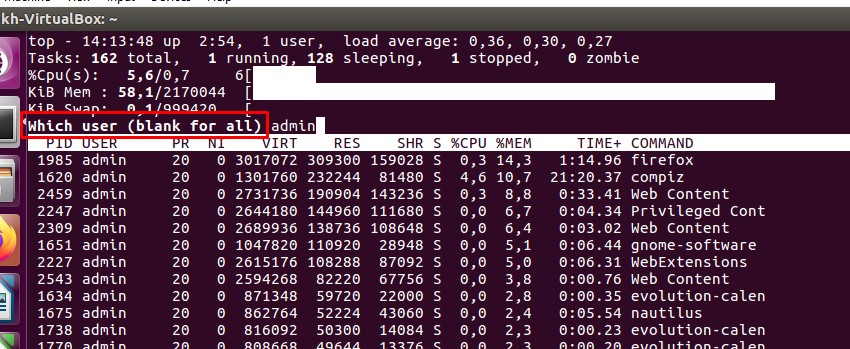 kh-VirtualBox: ~
top - 14:13:48 up  2:54,  1 user,  load average: 0,36, 0,30, 0,27
Tasks: 162 total,   1 running, 128 sleeping,   1 stopped,   0 zombie
%Cpu(s):   5,6/0,7     6[
KiB Mem : 58,1/2170044  [
KiB Swap:  0,1/999420   [
Which user (blank for all) admin
PID USER      PR  NI    VIRT    RES    SHR S %CPU %MEM     TIME+ COMMAND
1985 admin     20   0 3017072 309300 159028 S  0,3 14,3   1:14.96 firefox
1620 admin     20   0 1301760 232244  81480 S  4,6 10,7  21:20.37 compiz
2459 admin     20   0 2731736 190904 143236 S  0,3  8,8   0:33.41 Web Content
2247 admin     20   0 2644180 144960 111680 S  0,0  6,7   0:04.34 Privileged Cont
2309 admin     20   0 2689936 138736 108648 S  0,0  6,4   0:03.02 Web Content
1651 admin     20   0 1047820 110920  28948 S  0,0  5,1   0:06.44 gnome-software
2227 admin     20   0 2615176 108288  87092 S  0,0  5,0   0:06.31 WebExtensions
2543 admin     20   0 2594268  82220  67756 S  0,0  3,8   0:00.76 Web Content
1634 admin     20   0  871348  59720  22000 S  0,0  2,8   0:00.35 evolution-calen
1675 admin     20   0  862764  52224  43060 S  0,0  2,4   0:05.54 nautilus
1738 admin     20   0  816092  50300  14084 S  0,0  2,3   0:00.23 evolution-calen
1770 admin     20   0  808668  49644  13376 S  0,0  2,3   0:00.20 evolution-calen